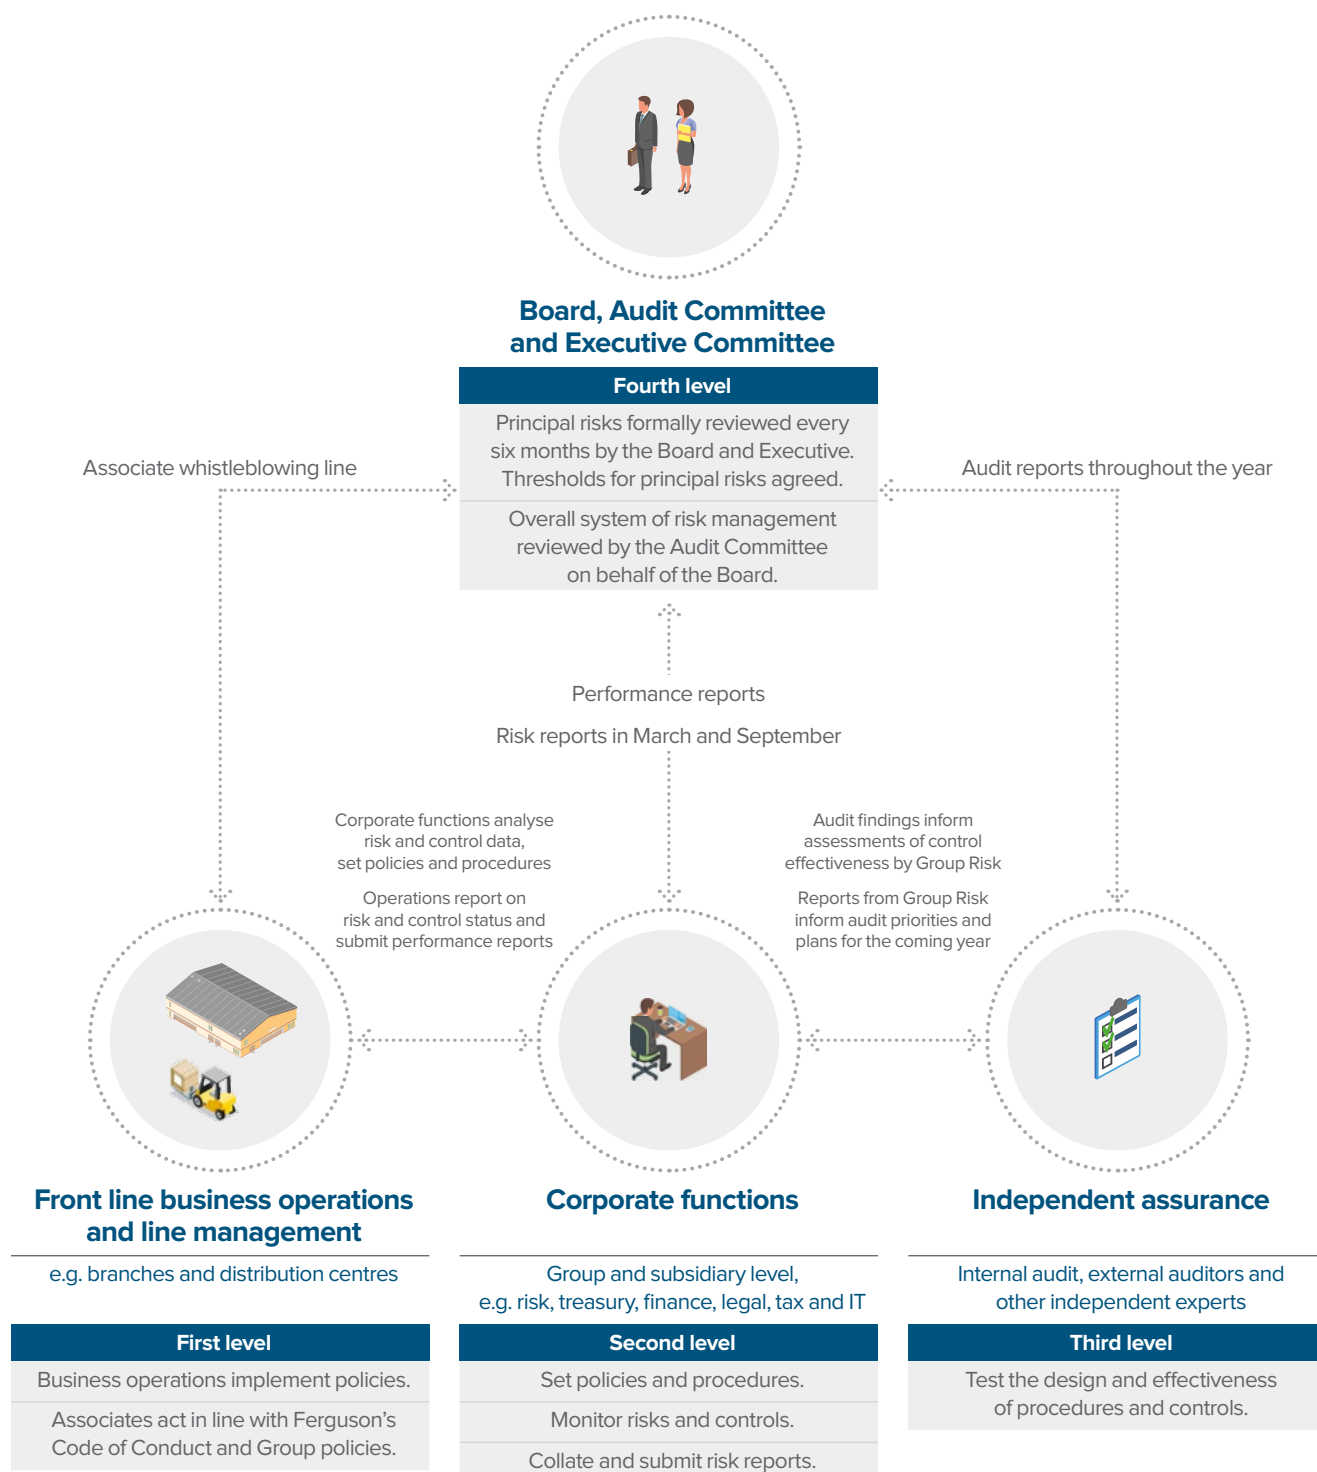 Board, Audit Committee
and Executive Committee
Fourth level
Principal risks formally reviewed every
six months by the Board and Executive.
Thresholds for principal risks agreed.
Overall system of risk management
reviewed by the Audit Committee
on behalf of the Board.
Associate whistleblowing line
Audit reports throughout the year
Performance reports
Risk reports in March and September
Corporate functions analyse
risk and control data,
set policies and procedures
Operations report on
risk and control status and
submit performance reports
Audit findings inform
assessments of control
effectiveness by Group Risk
Reports from Group Risk
inform audit priorities and
plans for the coming year
Front line business operations
and line management
e.g. branches and distribution centres
First level
Business operations implement policies.
Associates act in line with Ferguson’s
Code of Conduct and Group policies.
Corporate functions
Group and subsidiary level,
e.g. risk, treasury, finance, legal, tax and IT
Second level
Set policies and procedures.
Monitor risks and controls.
Collate and submit risk reports.
Independent assurance
Internal audit, external auditors and
other independent experts
Third level
Test the design and effectiveness
of procedures and controls.